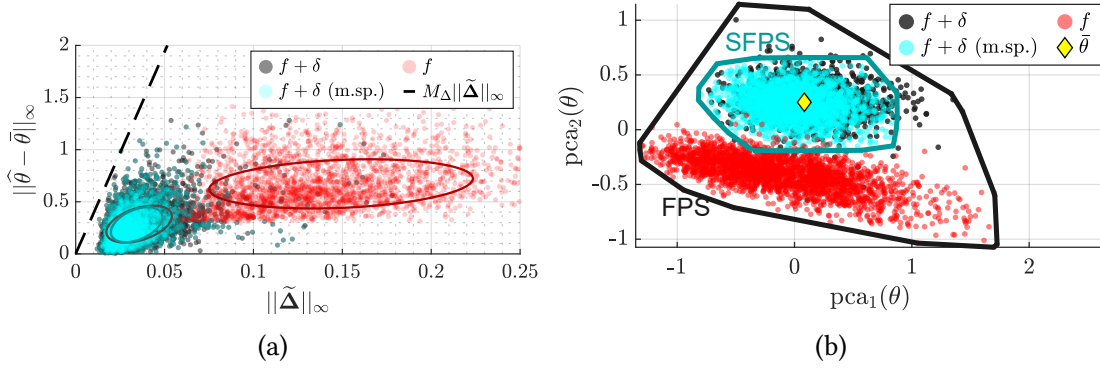 2
1.5
1
0.5
0
0
0.05
0.1
0.15
0.2
0.25
||θ̂ − θ̄||∞
||Δ̃||∞
f + δ
f
f + δ (m.sp.)
M_Δ||Δ̃||∞
(a)
1
0.5
0
-0.5
-1
-1
0
1
2
pca₂(θ)
pca₁(θ)
SFPS
FPS
f + δ
f
f + δ (m.sp.)
θ̄
(b)